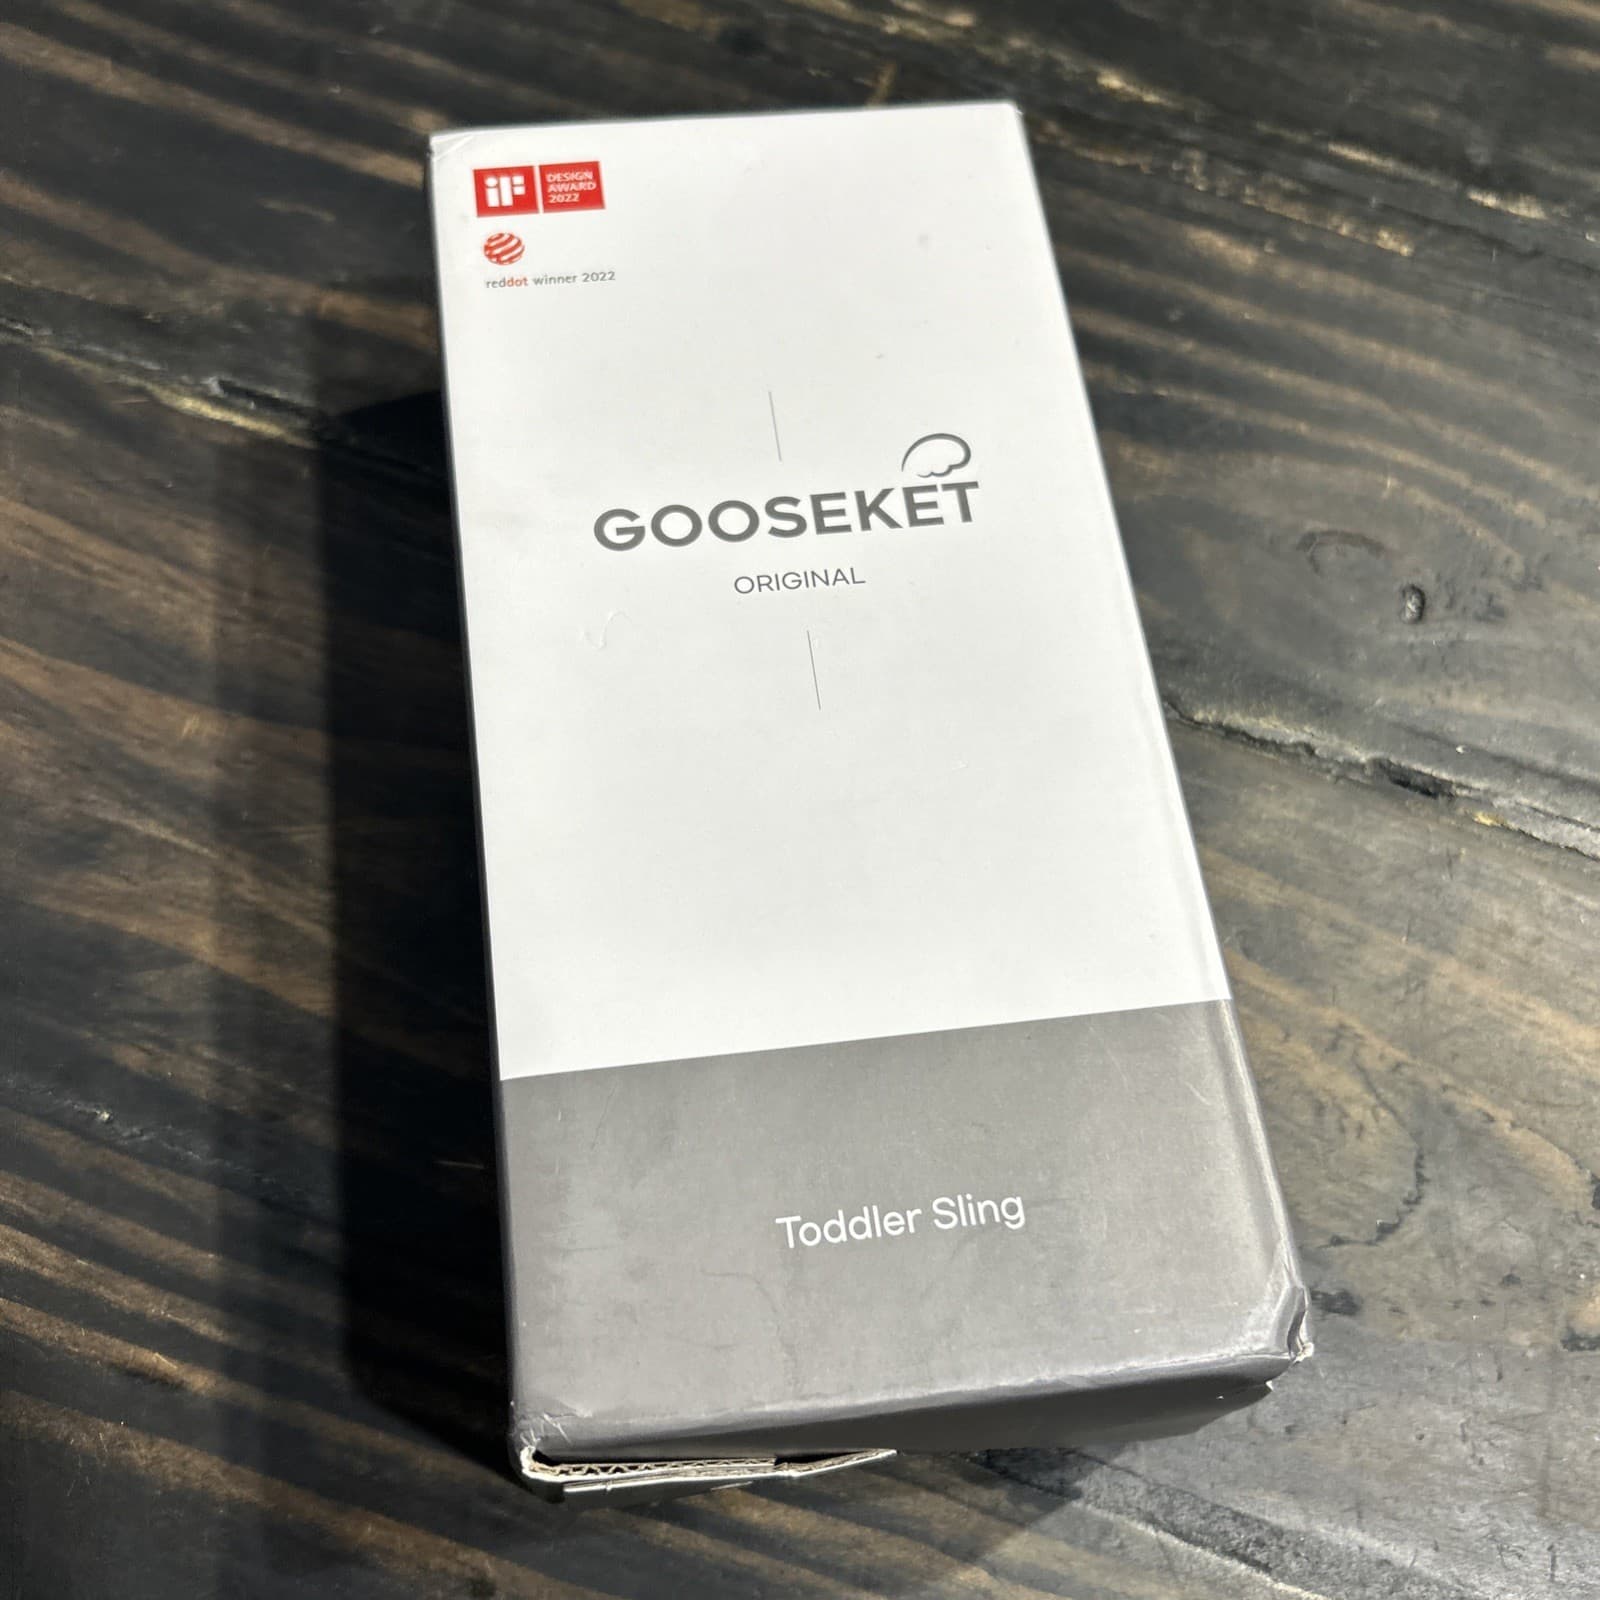 iF DESIGN
AWARD
2022
reddot winner 2022
GOOSEKET
ORIGINAL
Toddler Sling